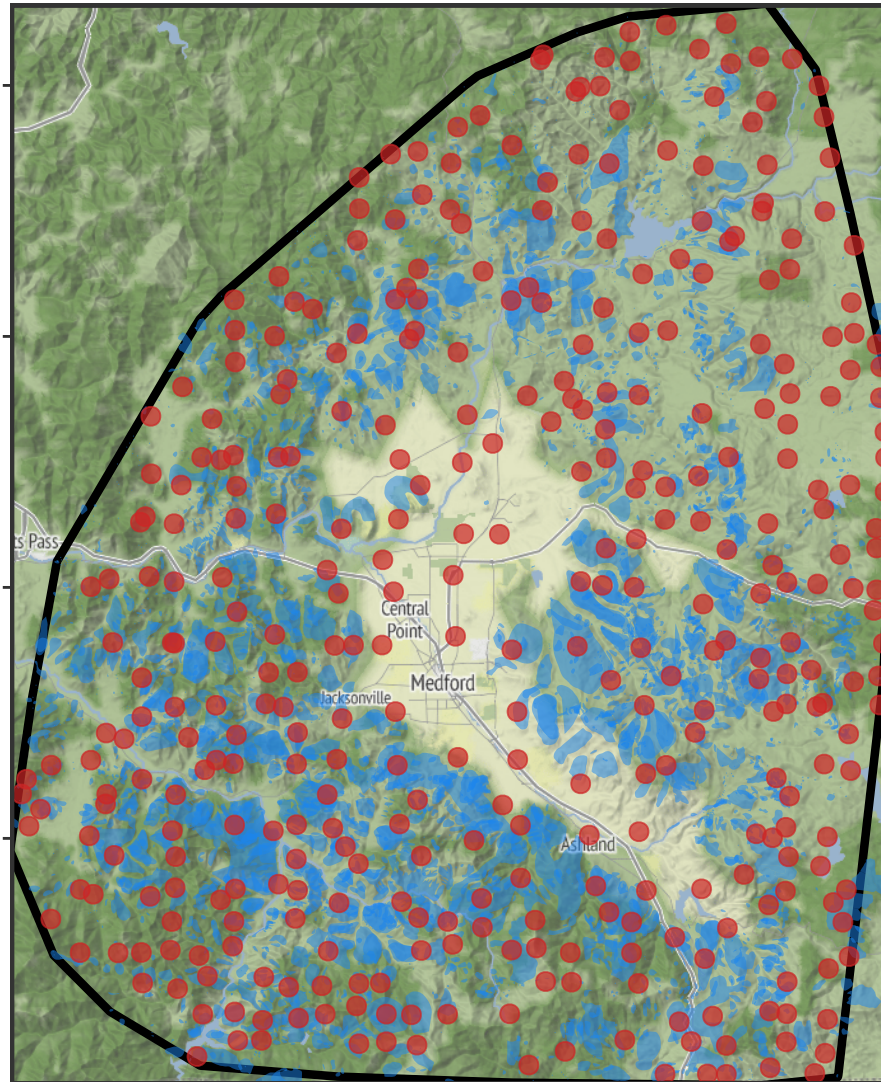 ts Pass
Central
Point
Medford
Jacksonville
Ashland